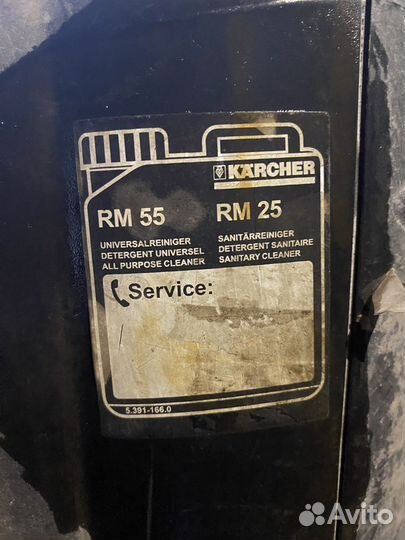 KÄRCHER
RM 55
UNIVERSALREINIGER
DETERGENT UNIVERSEL
ALL PURPOSE CLEANER
RM 25
SANITÄRREINIGER
DETERGENT SANITAIRE
SANITARY CLEANER
Service:
5.391-166.0
Avito